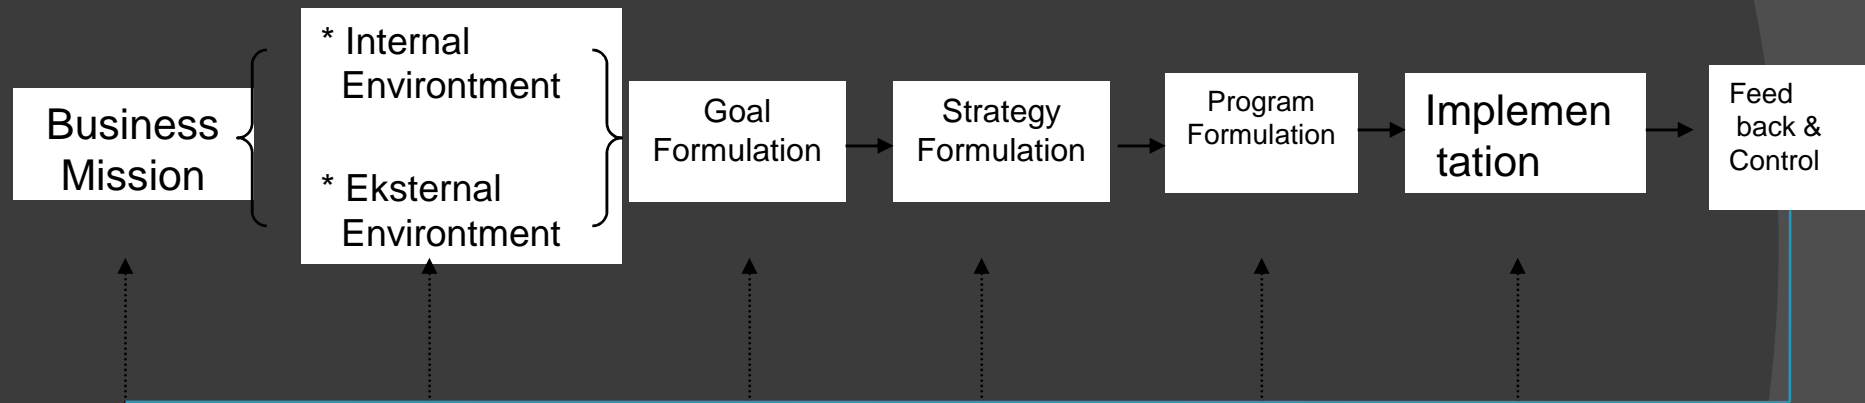 Business
Mission
* Internal
Environtment
* Eksternal
Environtment
Goal
Formulation
Strategy
Formulation
Program
Formulation
Implemen
tation
Feed
back &
Control